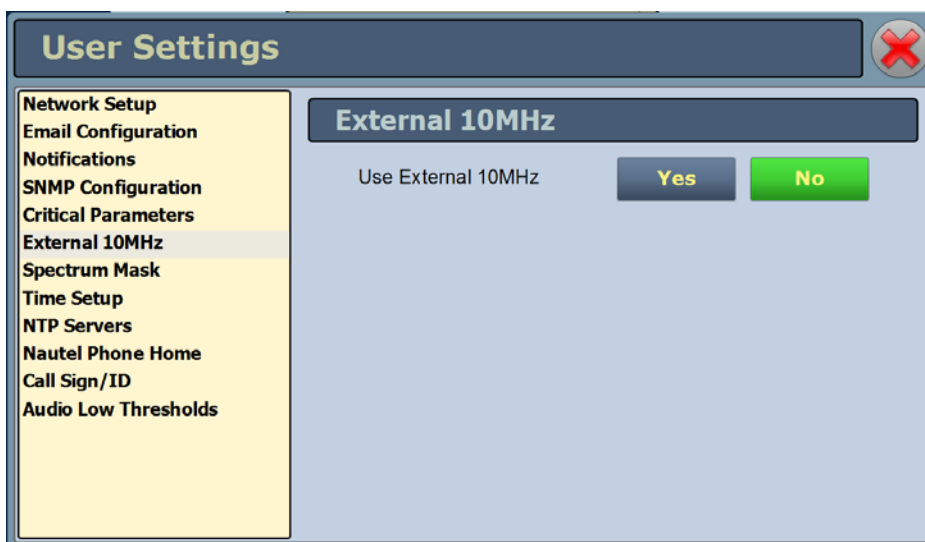 User Settings
Network Setup
Email Configuration
Notifications
SNMP Configuration
Critical Parameters
External 10MHz
Spectrum Mask
Time Setup
NTP Servers
Nautel Phone Home
Call Sign/ID
Audio Low Thresholds
External 10MHz
Use External 10MHz Yes No